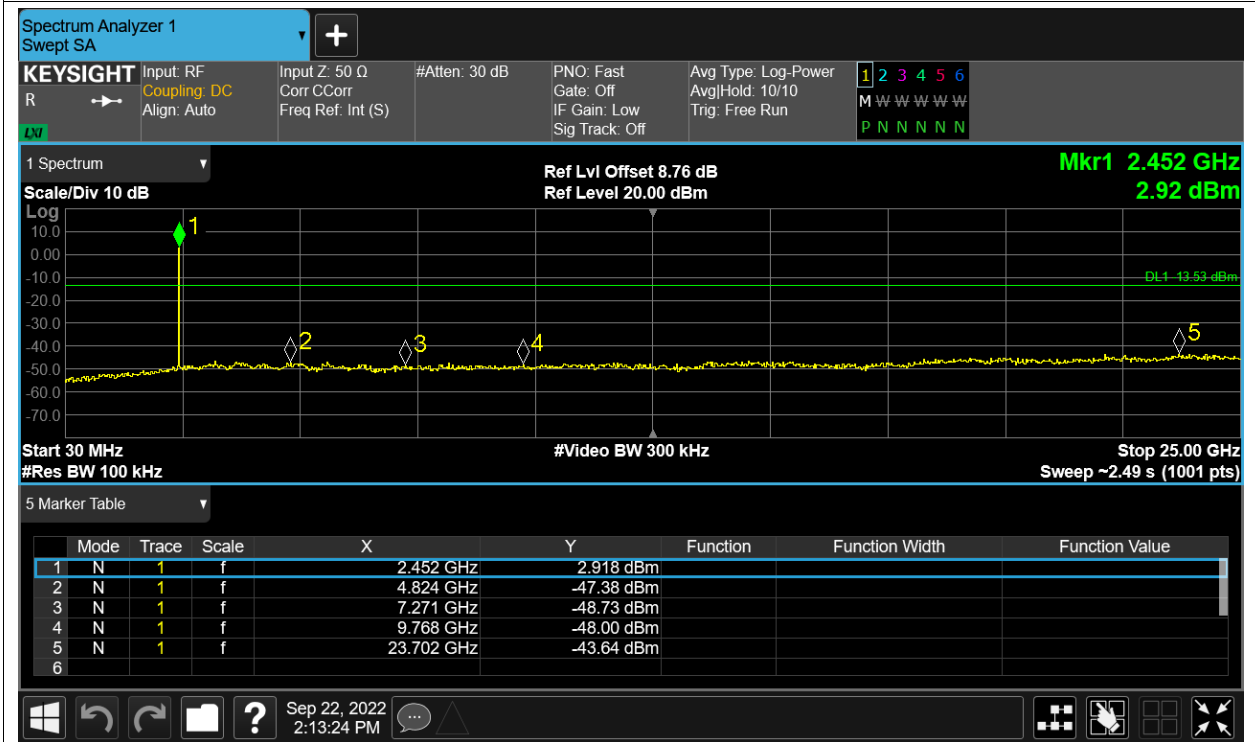 Spectrum Analyzer 1
Swept SA
KEYSIGHT
R
LXI
Input: RF
Coupling: DC
Align: Auto
Input Z: 50 Ω
Corr CCorr
Freq Ref: Int (S)
#Atten: 30 dB
PNO: Fast
Gate: Off
IF Gain: Low
Sig Track: Off
Avg Type: Log-Power
Avg|Hold: 10/10
Trig: Free Run
1 2 3 4 5 6
M W W W W W
P N N N N N
1 Spectrum
Scale/Div 10 dB
Ref Lvl Offset 8.76 dB
Ref Level 20.00 dBm
Mkr1 2.452 GHz
2.92 dBm
Log
10.0
0.00
-10.0
-20.0
-30.0
-40.0
-50.0
-60.0
-70.0
1
2
3
4
5
DL1 -13.53 dBm
Start 30 MHz
#Res BW 100 kHz
#Video BW 300 kHz
Stop 25.00 GHz
Sweep ~2.49 s (1001 pts)
5 Marker Table
Mode Trace Scale X Y Function Function Width Function Value
1 N 1 f 2.452 GHz 2.918 dBm
2 N 1 f 4.824 GHz -47.38 dBm
3 N 1 f 7.271 GHz -48.73 dBm
4 N 1 f 9.768 GHz -48.00 dBm
5 N 1 f 23.702 GHz -43.64 dBm
6
?
Sep 22, 2022
2:13:24 PM